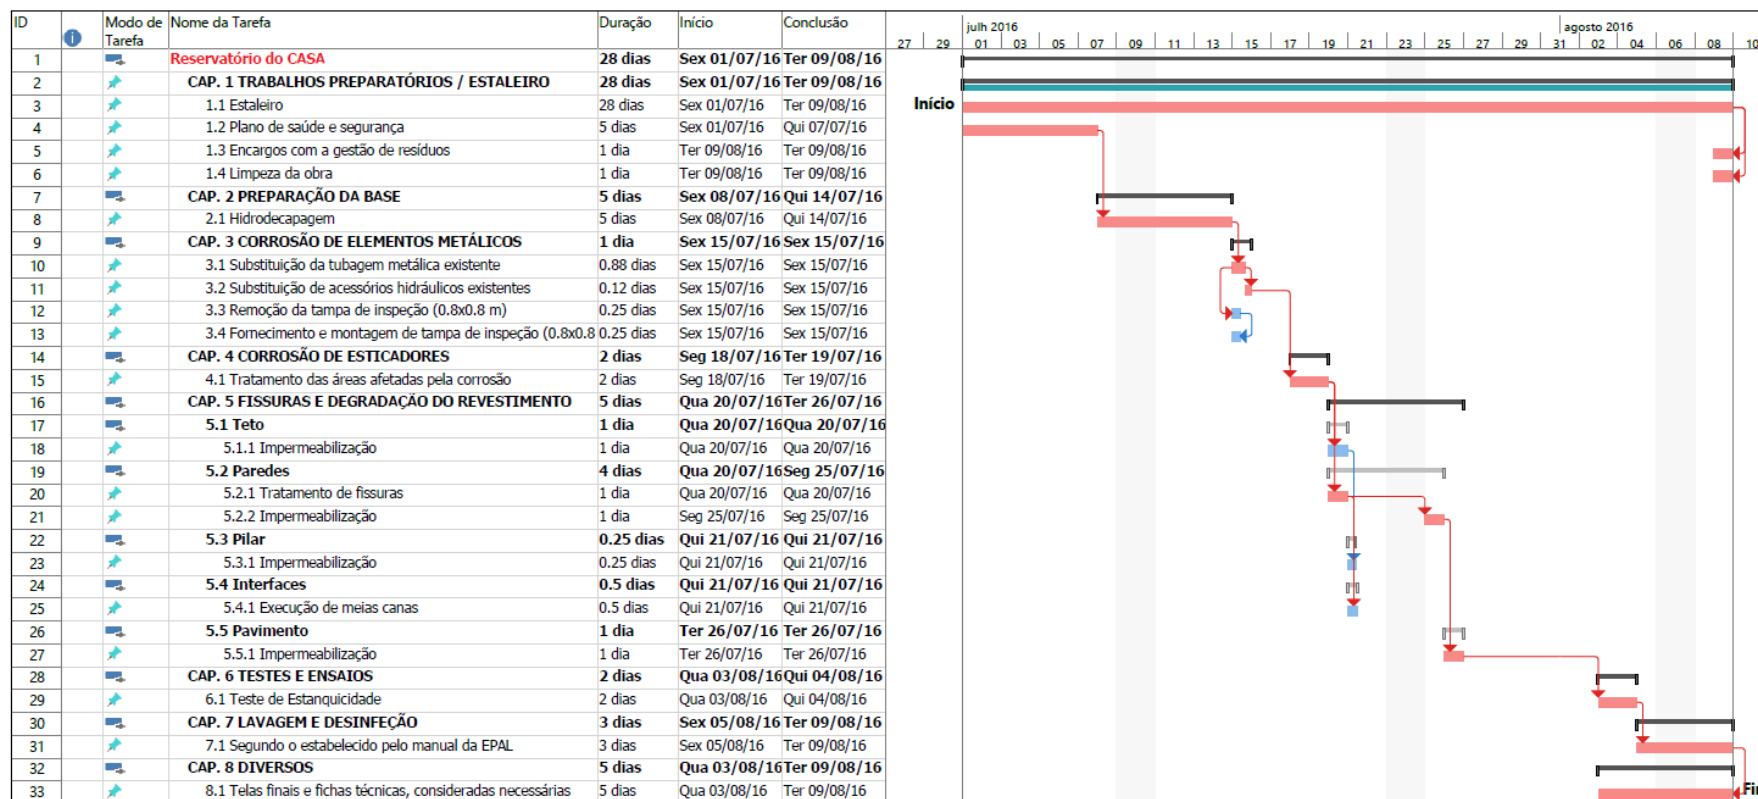 ID Modo de Tarefa Nome da Tarefa Duração Início Conclusão
julh 2016 agosto 2016
27 29 01 03 05 07 09 11 13 15 17 19 21 23 25 27 29 31 02 04 06 08 10
1 Reservatório do CASA 28 dias Sex 01/07/16 Ter 09/08/16
2 CAP. 1 TRABALHOS PREPARATÓRIOS / ESTALEIRO 28 dias Sex 01/07/16 Ter 09/08/16
3 1.1 Estaleiro 28 dias Sex 01/07/16 Ter 09/08/16 Início
4 1.2 Plano de saúde e segurança 5 dias Sex 01/07/16 Qui 07/07/16
5 1.3 Encargos com a gestão de resíduos 1 dia Ter 09/08/16 Ter 09/08/16
6 1.4 Limpeza da obra 1 dia Ter 09/08/16 Ter 09/08/16
7 CAP. 2 PREPARAÇÃO DA BASE 5 dias Sex 08/07/16 Qui 14/07/16
8 2.1 Hidrodecapagem 5 dias Sex 08/07/16 Qui 14/07/16
9 CAP. 3 CORROSÃO DE ELEMENTOS METÁLICOS 1 dia Sex 15/07/16 Sex 15/07/16
10 3.1 Substituição da tubagem metálica existente 0.88 dias Sex 15/07/16 Sex 15/07/16
11 3.2 Substituição de acessórios hidráulicos existentes 0.12 dias Sex 15/07/16 Sex 15/07/16
12 3.3 Remoção da tampa de inspeção (0.8x0.8 m) 0.25 dias Sex 15/07/16 Sex 15/07/16
13 3.4 Fornecimento e montagem de tampa de inspeção (0.8x0.8 0.25 dias Sex 15/07/16 Sex 15/07/16
14 CAP. 4 CORROSÃO DE ESTICADORES 2 dias Seg 18/07/16 Ter 19/07/16
15 4.1 Tratamento das áreas afetadas pela corrosão 2 dias Seg 18/07/16 Ter 19/07/16
16 CAP. 5 FISSURAS E DEGRADAÇÃO DO REVESTIMENTO 5 dias Qua 20/07/16 Ter 26/07/16
17 5.1 Teto 1 dia Qua 20/07/16 Qua 20/07/16
18 5.1.1 Impermeabilização 1 dia Qua 20/07/16 Qua 20/07/16
19 5.2 Paredes 4 dias Qua 20/07/16 Seg 25/07/16
20 5.2.1 Tratamento de fissuras 1 dia Qua 20/07/16 Qua 20/07/16
21 5.2.2 Impermeabilização 1 dia Seg 25/07/16 Seg 25/07/16
22 5.3 Pilar 0.25 dias Qui 21/07/16 Qui 21/07/16
23 5.3.1 Impermeabilização 0.25 dias Qui 21/07/16 Qui 21/07/16
24 5.4 Interfaces 0.5 dias Qui 21/07/16 Qui 21/07/16
25 5.4.1 Execução de meias canas 0.5 dias Qui 21/07/16 Qui 21/07/16
26 5.5 Pavimento 1 dia Ter 26/07/16 Ter 26/07/16
27 5.5.1 Impermeabilização 1 dia Ter 26/07/16 Ter 26/07/16
28 CAP. 6 TESTES E ENSAIOS 2 dias Qua 03/08/16 Qui 04/08/16
29 6.1 Teste de Estanquicidade 2 dias Qua 03/08/16 Qui 04/08/16
30 CAP. 7 LAVAGEM E DESINFEÇÃO 3 dias Sex 05/08/16 Ter 09/08/16
31 7.1 Segundo o estabelecido pelo manual da EPAL 3 dias Sex 05/08/16 Ter 09/08/16
32 CAP. 8 DIVERSOS 5 dias Qua 03/08/16 Ter 09/08/16
33 8.1 Telas finais e fichas técnicas, consideradas necessárias 5 dias Qua 03/08/16 Ter 09/08/16